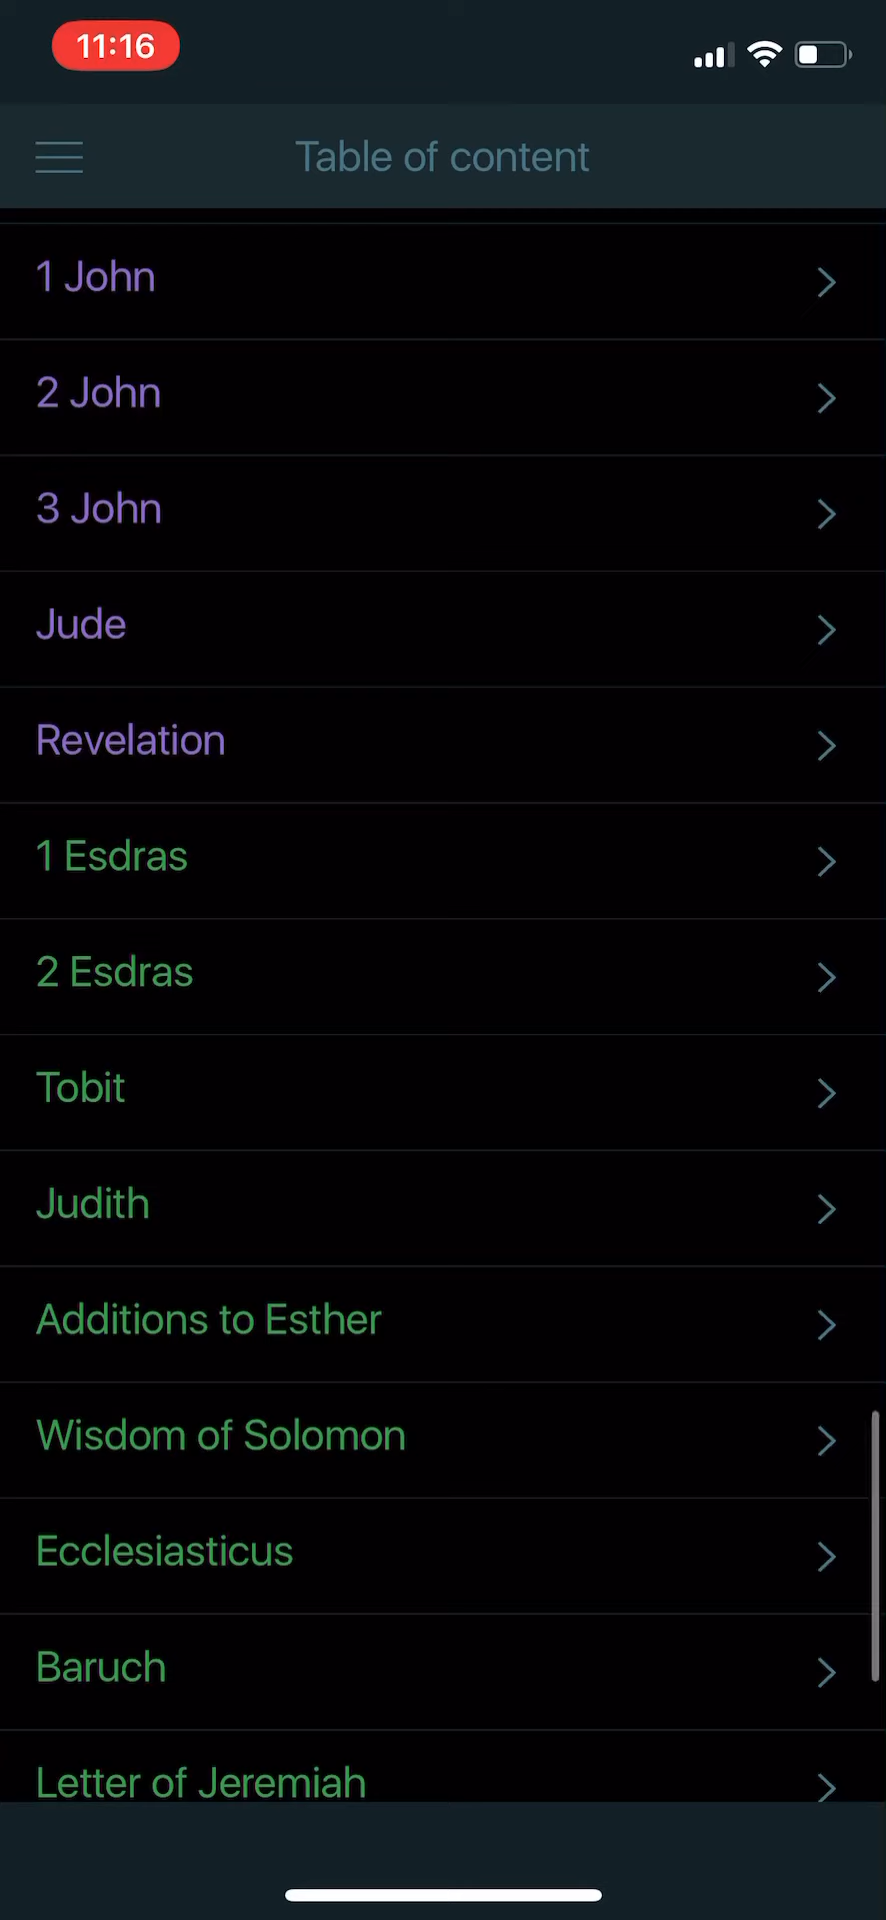 11:16
Table of content
1 John
2 John
3 John
Jude
Revelation
1 Esdras
2 Esdras
Tobit
Judith
Additions to Esther
Wisdom of Solomon
Ecclesiasticus
Baruch
Letter of Jeremiah